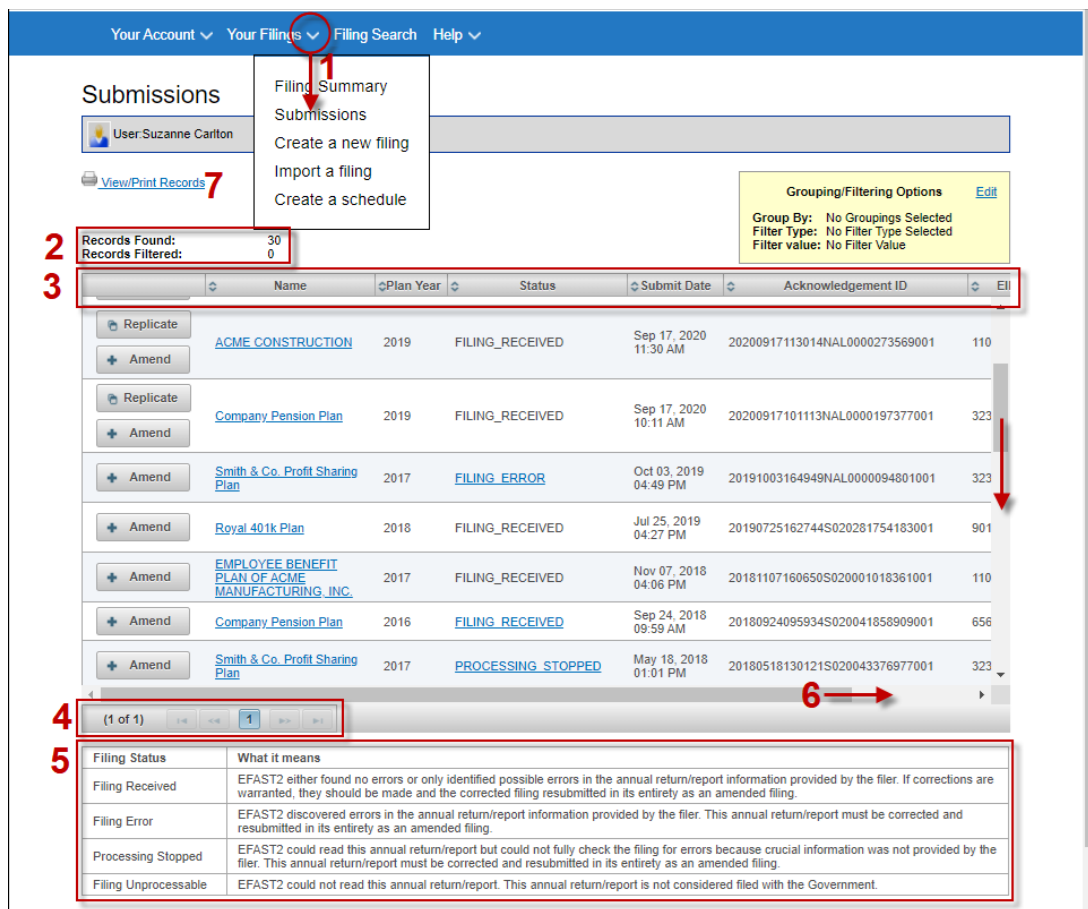 Your Account Your Filings Filing Search Help
1
Filing Summary
Submissions
Create a new filing
Import a filing
Create a schedule
Submissions
User:Suzanne Carlton
View/Print Records
7
Grouping/Filtering Options Edit
Group By: No Groupings Selected
Filter Type: No Filter Type Selected
Filter value: No Filter Value
2
Records Found: 30
Records Filtered: 0
3
Name Plan Year Status Submit Date Acknowledgement ID EI
Replicate
Amend
ACME CONSTRUCTION 2019 FILING_RECEIVED Sep 17, 2020
11:30 AM
20200917113014NAL0000273569001 110
Replicate
Amend
Company Pension Plan 2019 FILING_RECEIVED Sep 17, 2020
10:11 AM
20200917101113NAL0000197377001 323
Amend
Smith & Co. Profit Sharing
Plan
2017 FILING_ERROR Oct 03, 2019
04:49 PM
20191003164949NAL0000094801001 323
Amend
Royal 401k Plan 2018 FILING_RECEIVED Jul 25, 2019
04:27 PM
20190725162744S020281754183001 901
Amend
EMPLOYEE BENEFIT
PLAN OF ACME
MANUFACTURING, INC.
2017 FILING_RECEIVED Nov 07, 2018
04:06 PM
20181107160650S020001018361001 110
Amend
Company Pension Plan 2016 FILING_RECEIVED Sep 24, 2018
09:59 AM
20180924095934S020041858909001 656
Amend
Smith & Co. Profit Sharing
Plan
2017 PROCESSING_STOPPED May 18, 2018
01:01 PM
20180518130121S020043376977001 323
6
4
(1 of 1) 1
5
Filing Status What it means
Filing Received
EFAST2 either found no errors or only identified possible errors in the annual return/report information provided by the filer. If corrections are
warranted, they should be made and the corrected filing resubmitted in its entirety as an amended filing.
Filing Error
EFAST2 discovered errors in the annual return/report information provided by the filer. This annual return/report must be corrected and
resubmitted in its entirety as an amended filing.
Processing Stopped
EFAST2 could read this annual return/report but could not fully check the filing for errors because crucial information was not provided by the
filer. This annual return/report must be corrected and resubmitted in its entirety as an amended filing.
Filing Unprocessable EFAST2 could not read this annual return/report. This annual return/report is not considered filed with the Government.